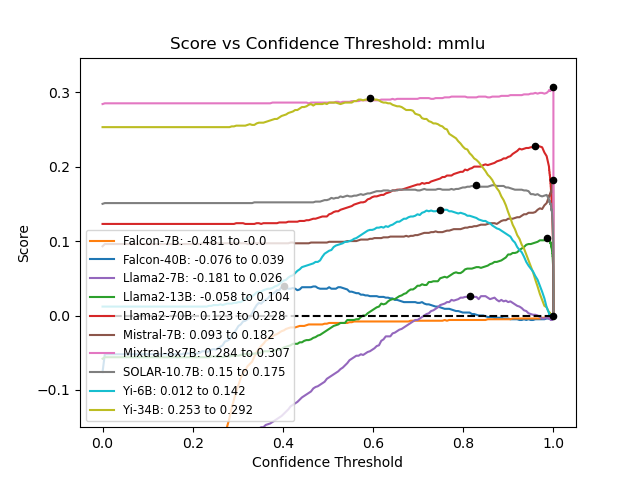 Score vs Confidence Threshold: mmlu
Score
0.3
0.2
0.1
0.0
−0.1
Falcon-7B: -0.481 to -0.0
Falcon-40B: -0.076 to 0.039
Llama2-7B: -0.181 to 0.026
Llama2-13B: -0.058 to 0.104
Llama2-70B: 0.123 to 0.228
Mistral-7B: 0.093 to 0.182
Mixtral-8x7B: 0.284 to 0.307
SOLAR-10.7B: 0.15 to 0.175
Yi-6B: 0.012 to 0.142
Yi-34B: 0.253 to 0.292
0.0 0.2 0.4 0.6 0.8 1.0
Confidence Threshold